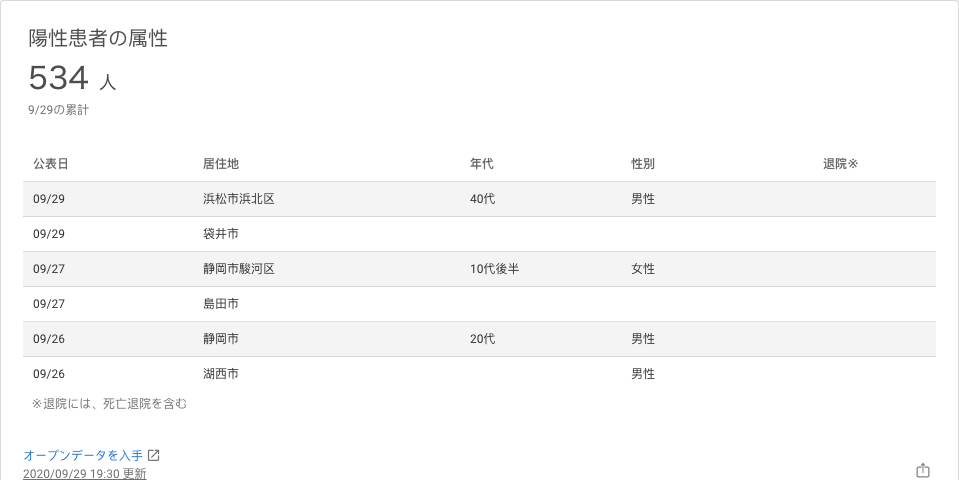 陽性患者の属性
534 人
9/29の累計
公表日 居住地 年代 性別 退院※
09/29 浜松市浜北区 40代 男性
09/29 袋井市
09/27 静岡市駿河区 10代後半 女性
09/27 島田市
09/26 静岡市 20代 男性
09/26 湖西市 男性
※退院には、死亡退院を含む
オープンデータを入手
2020/09/29 19:30 更新